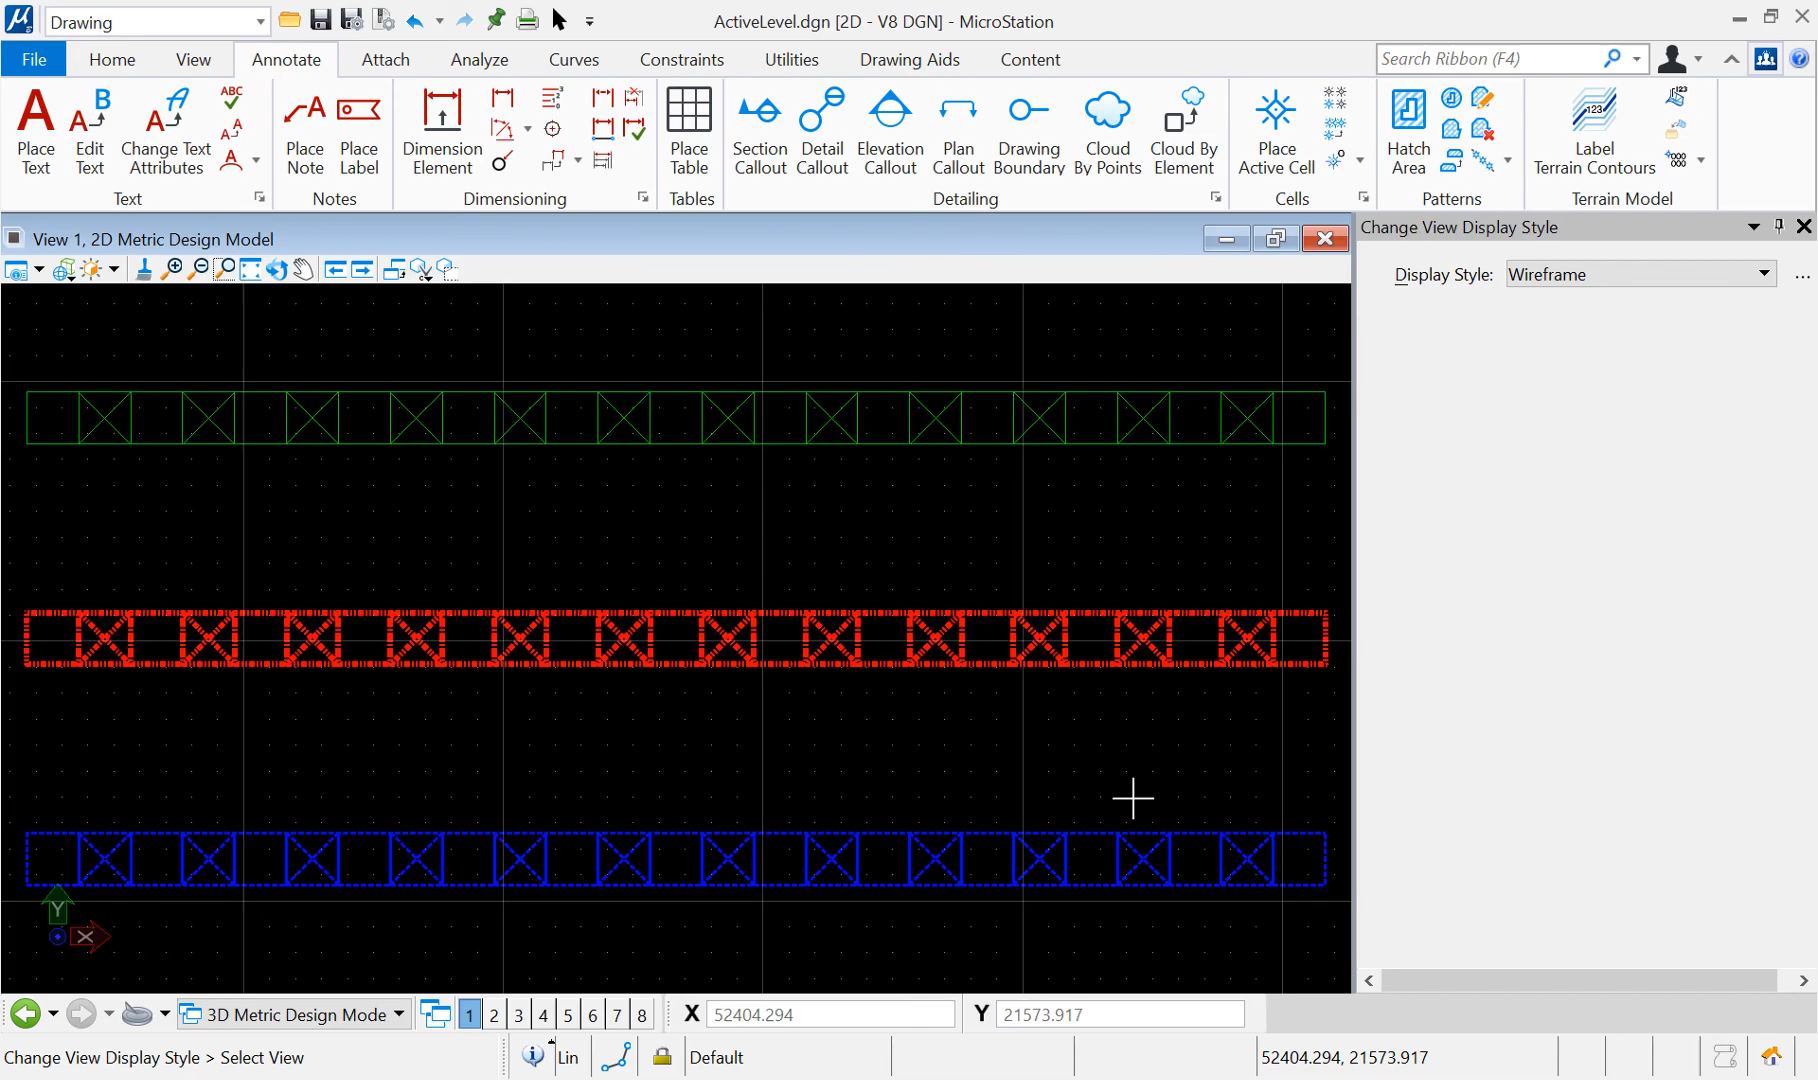 Drawing
ActiveLevel.dgn [2D - V8 DGN] - MicroStation
File Home View Annotate Attach Analyze Curves Constraints Utilities Drawing Aids Content Search Ribbon (F4)
Place Text
Edit Text
Change Text Attributes
ABC
Place Note
Place Label
Dimension Element
Place Table
Section Callout
Detail Callout
Elevation Callout
Plan Callout
Drawing Boundary
Cloud By Points
Cloud By Element
Place Active Cell
Hatch Area
Label Terrain Contours
Text Notes Dimensioning Tables Detailing Cells Patterns Terrain Model
View 1, 2D Metric Design Model
Change View Display Style
Display Style: Wireframe
Y
X
3D Metric Design Mode 1 2 3 4 5 6 7 8 X 52404.294 Y 21573.917
Change View Display Style > Select View Lin Default 52404.294, 21573.917